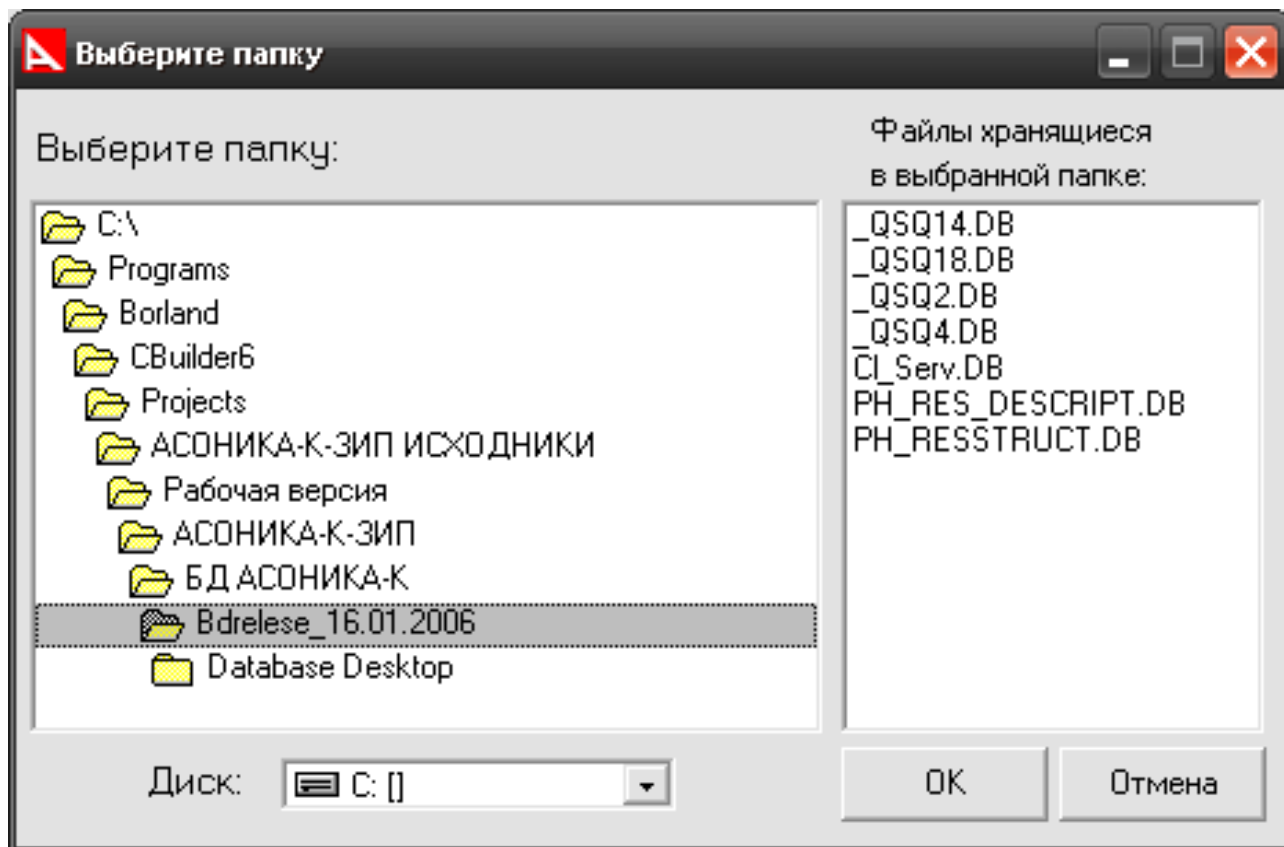 Выберите папку
Выберите папку:
C:\
Programs
Borland
CBuilder6
Projects
АСОНИКА-К-ЗИП ИСХОДНИКИ
Рабочая версия
АСОНИКА-К-ЗИП
БД АСОНИКА-К
Bdrelese_16.01.2006
Database Desktop
Файлы хранящиеся
в выбранной папке:
_QSQ14.DB
_QSQ18.DB
_QSQ2.DB
_QSQ4.DB
Cl_Serv.DB
PH_RES_DESCRIPT.DB
PH_RESSTRUCT.DB
Диск:
C: []
OK
Отмена